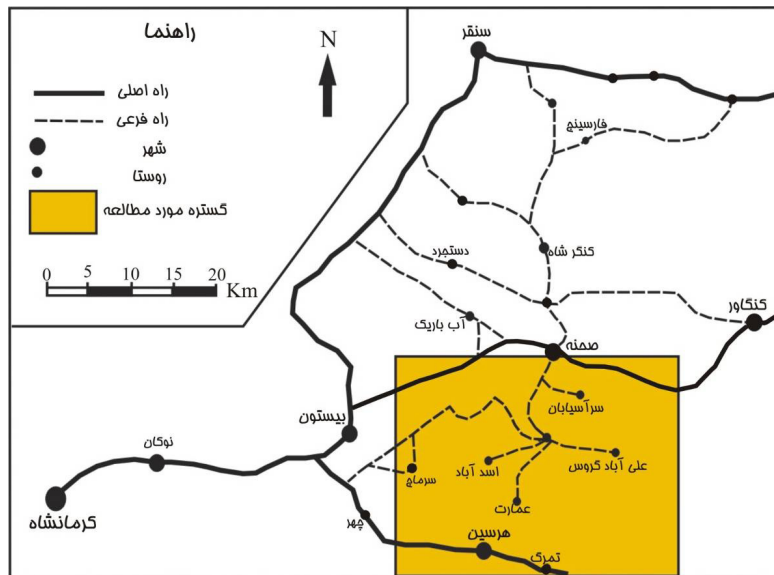 راهنما
راه اصلی
راه فرعی
شهر
روستا
گستره مورد مطالعه
0 5 10 15 20
Km
N
سنقر
فارسینج
کنگر شاه
دستجرد
کنگاور
آب باریک
صحنه
سرآسیابان
بیستون
نوکان
علی آباد گروس
اسد آباد
سرماج
کرمانشاه
عمارت
چهر
هرسین
تمرک